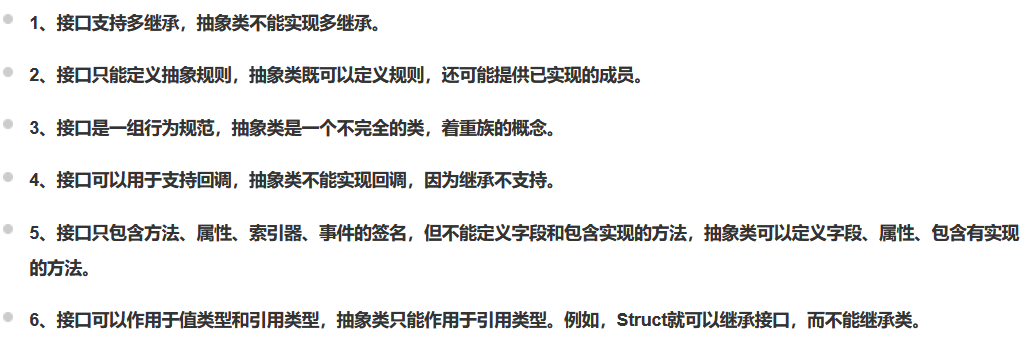 1、接口支持多继承，抽象类不能实现多继承。
2、接口只能定义抽象规则，抽象类既可以定义规则，还可能提供已实现的成员。
3、接口是一组行为规范，抽象类是一个不完全的类，着重族的概念。
4、接口可以用于支持回调，抽象类不能实现回调，因为继承不支持。
5、接口只包含方法、属性、索引器、事件的签名，但不能定义字段和包含实现的方法，抽象类可以定义字段、属性、包含有实现
的方法。
6、接口可以作用于值类型和引用类型，抽象类只能作用于引用类型。例如，Struct就可以继承接口，而不能继承类。